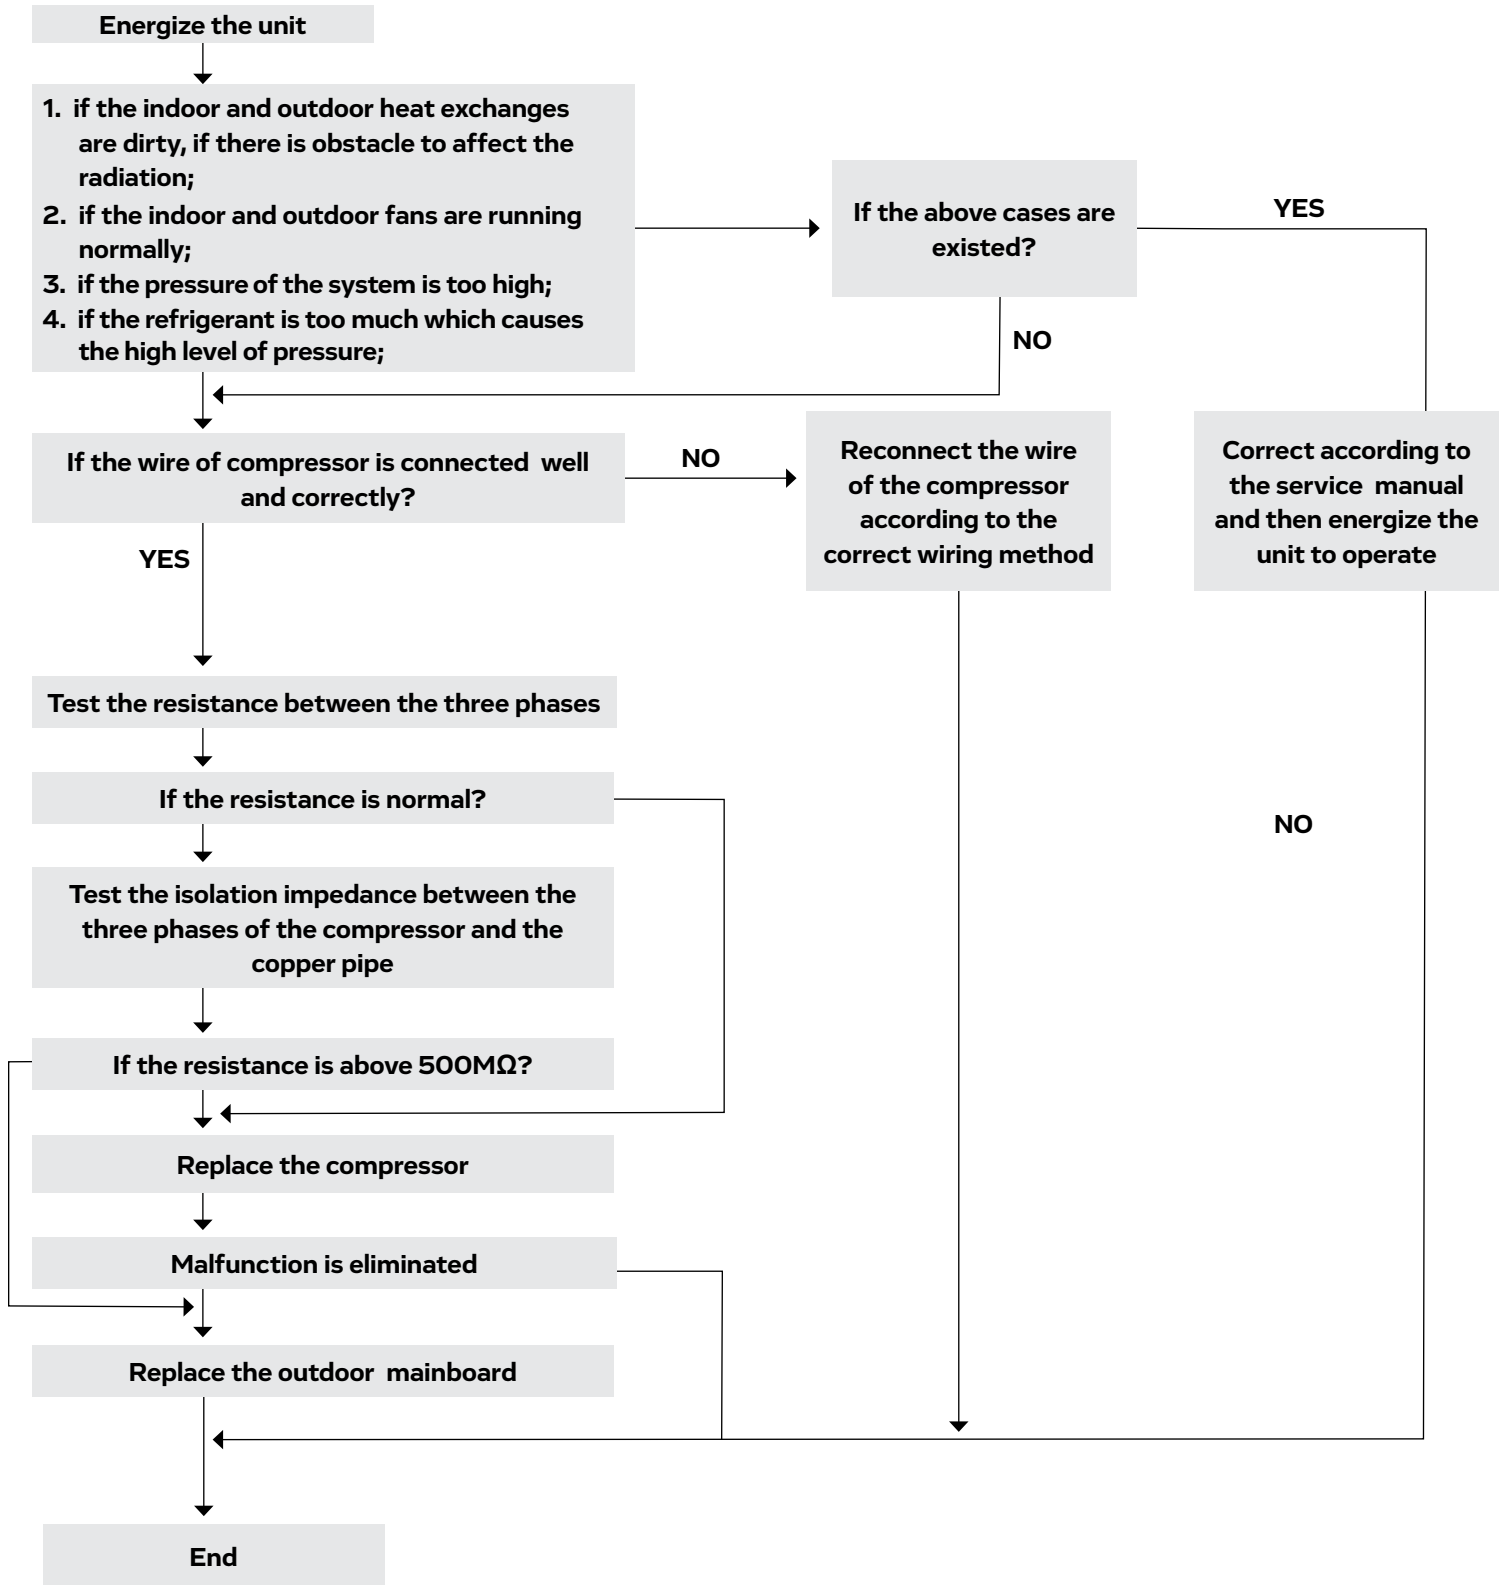 Energize the unit
1. if the indoor and outdoor heat exchanges
are dirty, if there is obstacle to affect the
radiation;
2. if the indoor and outdoor fans are running
normally;
3. if the pressure of the system is too high;
4. if the refrigerant is too much which causes
the high level of pressure;
If the above cases are
existed?
YES
NO
If the wire of compressor is connected well
and correctly?
NO
Reconnect the wire
of the compressor
according to the
correct wiring method
Correct according to
the service manual
and then energize the
unit to operate
YES
Test the resistance between the three phases
If the resistance is normal?
NO
Test the isolation impedance between the
three phases of the compressor and the
copper pipe
If the resistance is above 500MΩ?
Replace the compressor
Malfunction is eliminated
Replace the outdoor mainboard
End